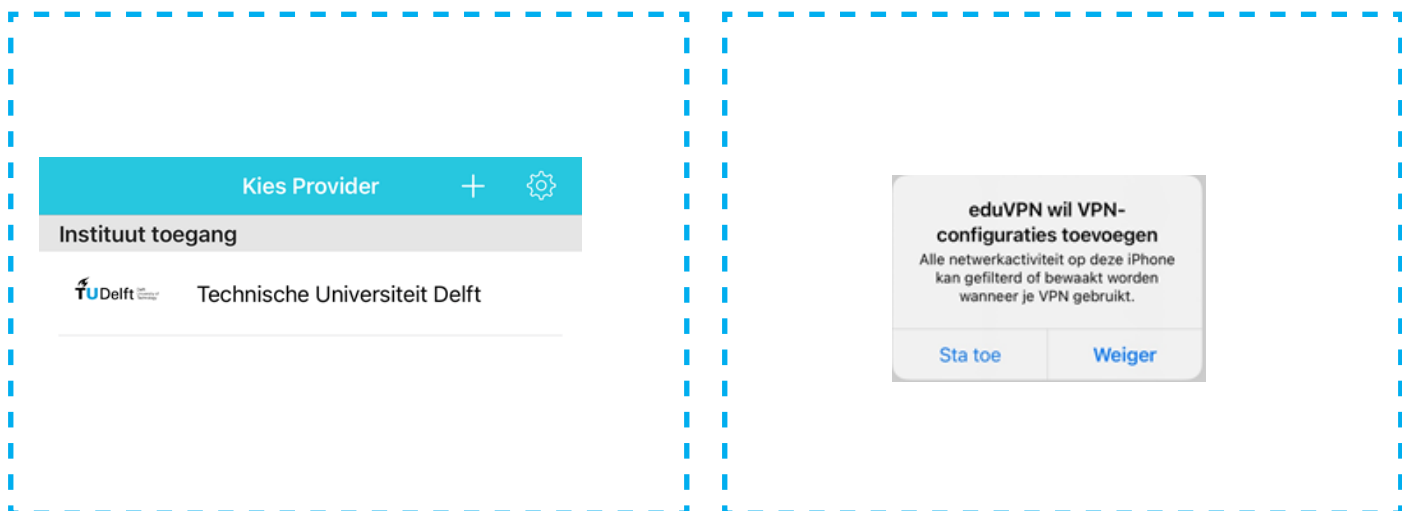 Kies Provider
Instituut toegang
TU Delft
Technische Universiteit Delft
eduVPN wil VPN-
configuraties toevoegen
Alle netwerkactiviteit op deze iPhone
kan gefilterd of bewaakt worden
wanneer je VPN gebruikt.
Sta toe
Weiger